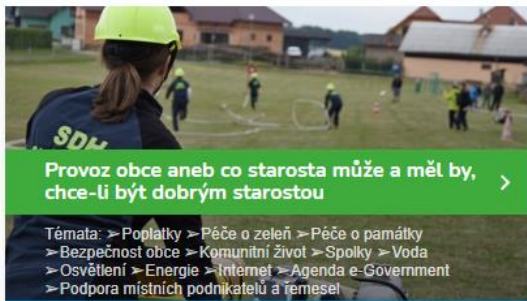 SDH
Provoz obce aneb co starosta může a měl by,
chce-li být dobrým starostou
Témata: ➢Poplatky ➢Péče o zeleň ➢Péče o památky
➢Bezpečnost obce ➢Komunitní život ➢Spolky ➢Voda
➢Osvětlení ➢Energie ➢Internet ➢Agenda e-Government
➢Podpora místních podnikatelů a řemesel